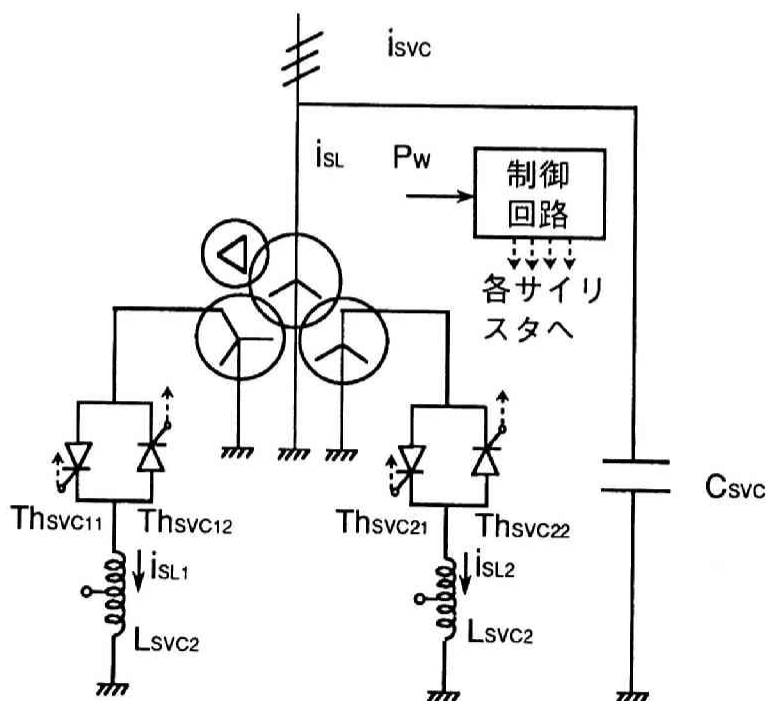 iSVC
iSL
PW
制御
回路
各サイリ
スタへ
ThSVC11
ThSVC12
ThSVC21
ThSVC22
CSVC
iSL1
iSL2
LSVC2
LSVC2